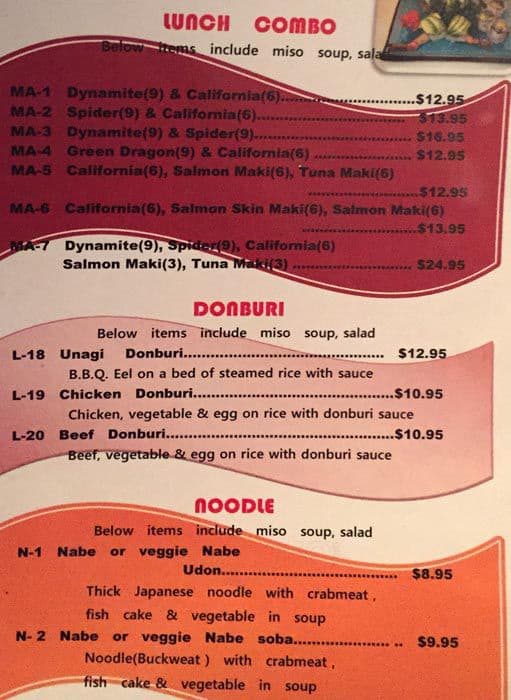 LUNCH COMBO
Below items include miso soup, salad
MA-1 Dynamite(9) & California(6)..................$12.95
MA-2 Spider(9) & California(6)..................$13.95
MA-3 Dynamite(9) & Spider(9)..................$16.95
MA-4 Green Dragon(9) & California(6)..................$12.95
MA-5 California(6), Salmon Maki(6), Tuna Maki(6)
..................$12.95
MA-6 California(6), Salmon Skin Maki(6), Salmon Maki(6)
..................$13.95
MA-7 Dynamite(9), Spider(9), California(6)
Salmon Maki(3), Tuna Maki(3)..................$24.95
DONBURI
Below items include miso soup, salad
L-18 Unagi Donburi..................$12.95
B.B.Q. Eel on a bed of steamed rice with sauce
L-19 Chicken Donburi..................$10.95
Chicken, vegetable & egg on rice with donburi sauce
L-20 Beef Donburi..................$10.95
Beef, vegetable & egg on rice with donburi sauce
NOODLE
Below items include miso soup, salad
N-1 Nabe or veggie Nabe
Udon..................$8.95
Thick Japanese noodle with crabmeat,
fish cake & vegetable in soup
N-2 Nabe or veggie Nabe soba..................$9.95
Noodle(Buckweat) with crabmeat,
fish cake & vegetable in soup